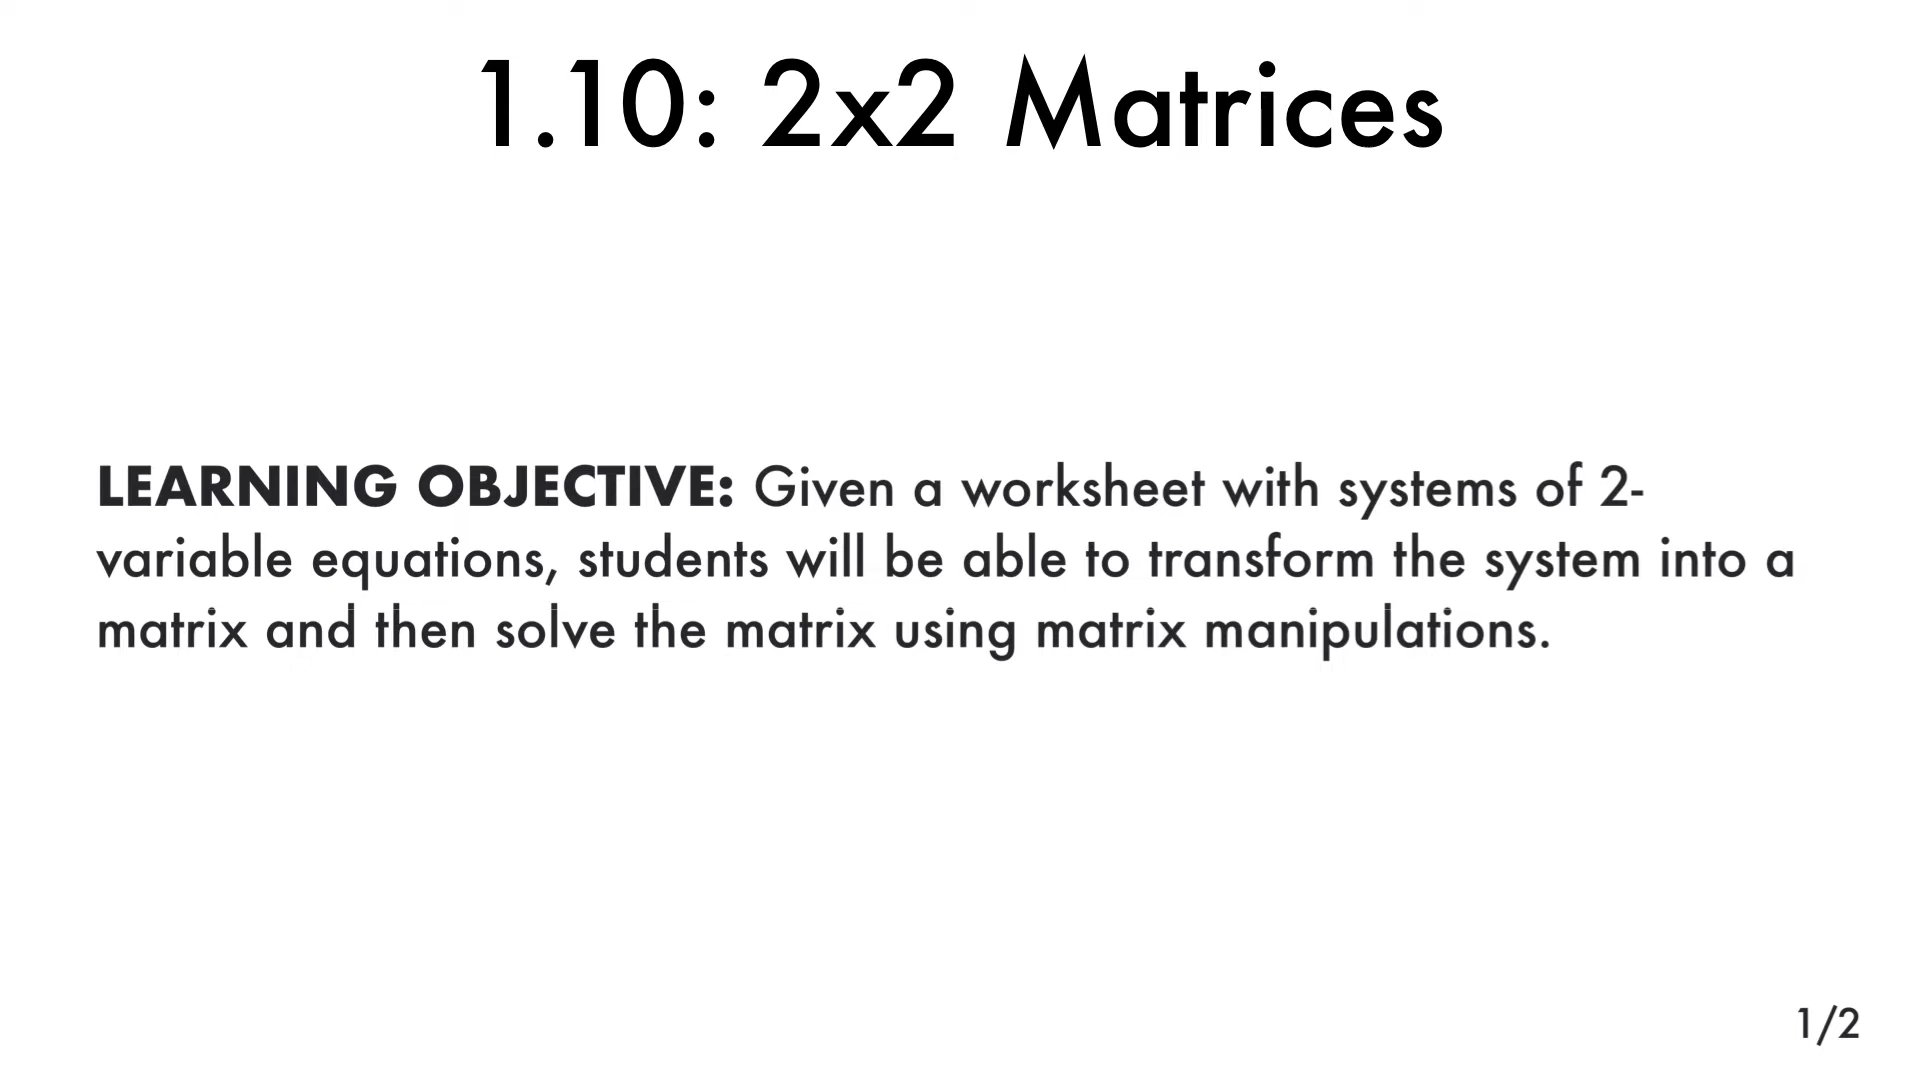 1.10: 2x2 Matrices
LEARNING OBJECTIVE: Given a worksheet with systems of 2-
variable equations, students will be able to transform the system into a
matrix and then solve the matrix using matrix manipulations.
1/2